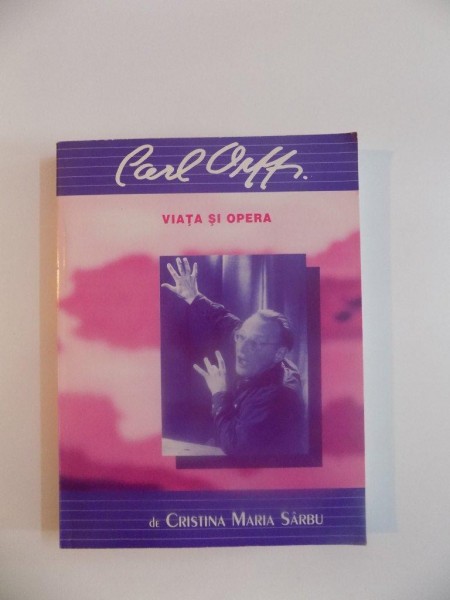 Carl Orff.
VIAȚA ȘI OPERA
de CRISTINA MARIA SÂRBU